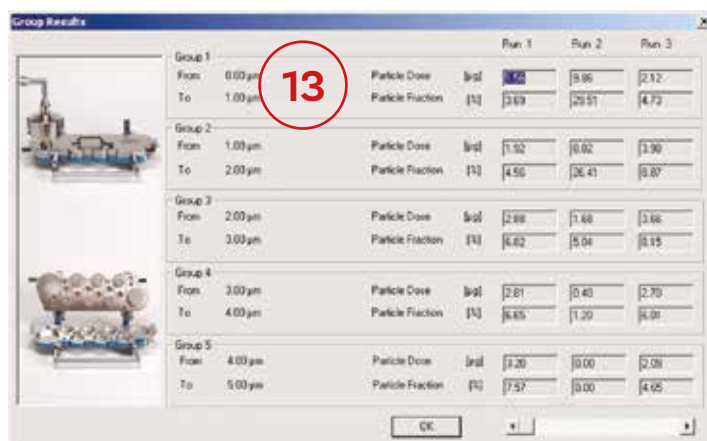 Group Results
Run 1 Run 2 Run 3
Group 1
From 0.00 µm Particle Dose [µg] 1.56 9.86 2.12
13
To 1.00 µm Particle Fraction [%] 3.69 29.51 4.73
Group 2
From 1.00 µm Particle Dose [µg] 1.92 3.98
To 2.00 µm Particle Fraction [%] 4.56 26.41 8.87
Group 3
From 2.00 µm Particle Dose [µg] 2.88 1.68 3.66
To 3.00 µm Particle Fraction [%] 6.82 5.04 8.15
Group 4
From 3.00 µm Particle Dose [µg] 2.81 0.40 2.70
To 4.00 µm Particle Fraction [%] 6.65 1.20 6.01
Group 5
From 4.00 µm Particle Dose [µg] 3.20 0.00 2.09
To 5.00 µm Particle Fraction [%] 7.57 0.00 4.65
OK